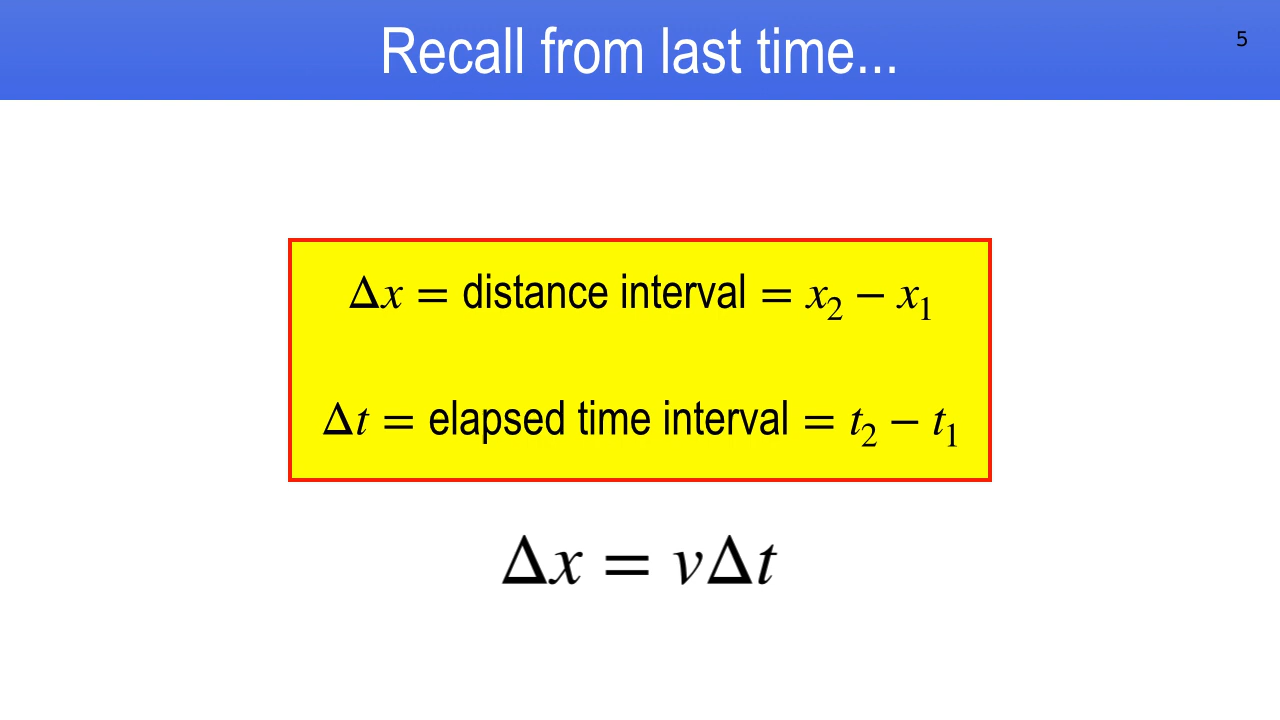 Recall from last time...
5
Δx = distance interval = x₂ − x₁
Δt = elapsed time interval = t₂ − t₁
Δx = vΔt